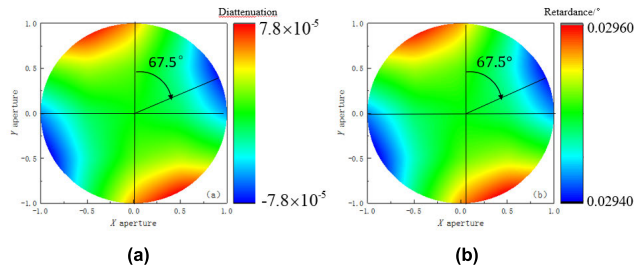 Diattenuation
7.8×10⁻⁵
-7.8×10⁻⁵
1.0
0.5
0.0
-0.5
-1.0
Y aperture
67.5°
(a)
-1.0 -0.5 0.0 0.5 1.0
X aperture
(a)
Retardance/°
0.02960
0.02940
1.0
0.5
0.0
-0.5
-1.0
Y aperture
67.5°
(b)
-1.0 -0.5 0.0 0.5 1.0
X aperture
(b)